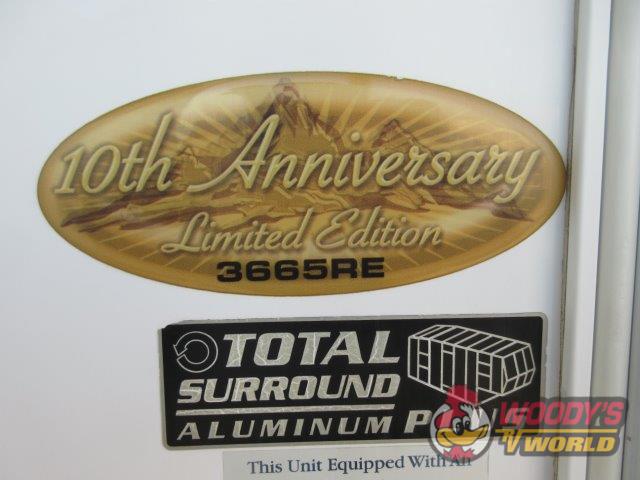 10th Anniversary
Limited Edition
3665RE
TOTAL
SURROUND
ALUMINUM
WOODY'S
RV WORLD
This Unit Equipped With An